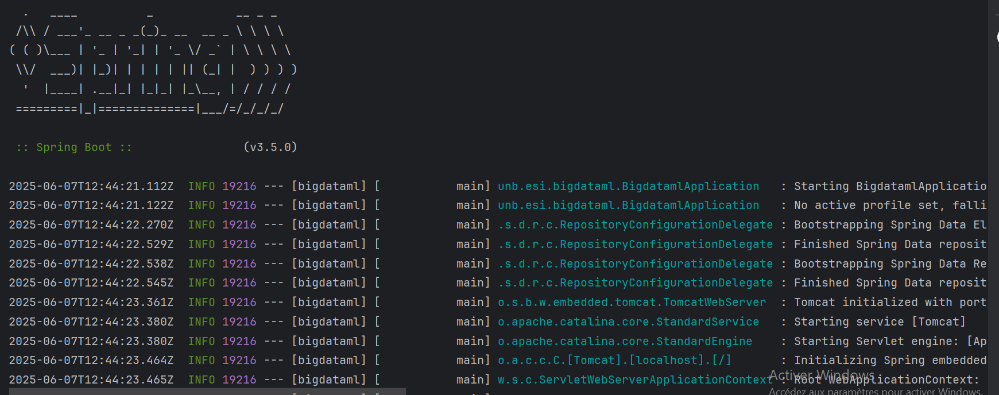 .   ____          _            __ _ _
 /\\ / ___'_ __ _ _(_)_ __  __ _ \ \ \ \
( ( )\___ | '_ | '_| | '_ \/ _` | \ \ \ \
 \\/  ___)| |_)| | | | | || (_| |  ) ) ) )
  '  |____| .__|_| |_|_| |_\__, | / / / /
 =========|_|==============|___/=/_/_/_/

 :: Spring Boot ::                (v3.5.0)

2025-06-07T12:44:21.112Z  INFO 19216 --- [bigdataml] [           main] unb.esi.bigdataml.BigdatamlApplication   : Starting BigdatamlApplicatio
2025-06-07T12:44:21.122Z  INFO 19216 --- [bigdataml] [           main] unb.esi.bigdataml.BigdatamlApplication   : No active profile set, falli
2025-06-07T12:44:22.270Z  INFO 19216 --- [bigdataml] [           main] .s.d.r.c.RepositoryConfigurationDelegate : Bootstrapping Spring Data El
2025-06-07T12:44:22.529Z  INFO 19216 --- [bigdataml] [           main] .s.d.r.c.RepositoryConfigurationDelegate : Finished Spring Data reposit
2025-06-07T12:44:22.538Z  INFO 19216 --- [bigdataml] [           main] .s.d.r.c.RepositoryConfigurationDelegate : Bootstrapping Spring Data Re
2025-06-07T12:44:22.545Z  INFO 19216 --- [bigdataml] [           main] .s.d.r.c.RepositoryConfigurationDelegate : Finished Spring Data reposit
2025-06-07T12:44:23.361Z  INFO 19216 --- [bigdataml] [           main] o.s.b.w.embedded.tomcat.TomcatWebServer  : Tomcat initialized with port
2025-06-07T12:44:23.380Z  INFO 19216 --- [bigdataml] [           main] o.apache.catalina.core.StandardService   : Starting service [Tomcat]
2025-06-07T12:44:23.380Z  INFO 19216 --- [bigdataml] [           main] o.apache.catalina.core.StandardEngine    : Starting Servlet engine: [Ap
2025-06-07T12:44:23.464Z  INFO 19216 --- [bigdataml] [           main] o.a.c.c.C.[Tomcat].[localhost].[/]       : Initializing Spring embedded
2025-06-07T12:44:23.465Z  INFO 19216 --- [bigdataml] [           main] w.s.c.ServletWebServerApplicationContext : Root WebApplicationContext:
Activer Windows
Accédez aux paramètres pour activer Windows.